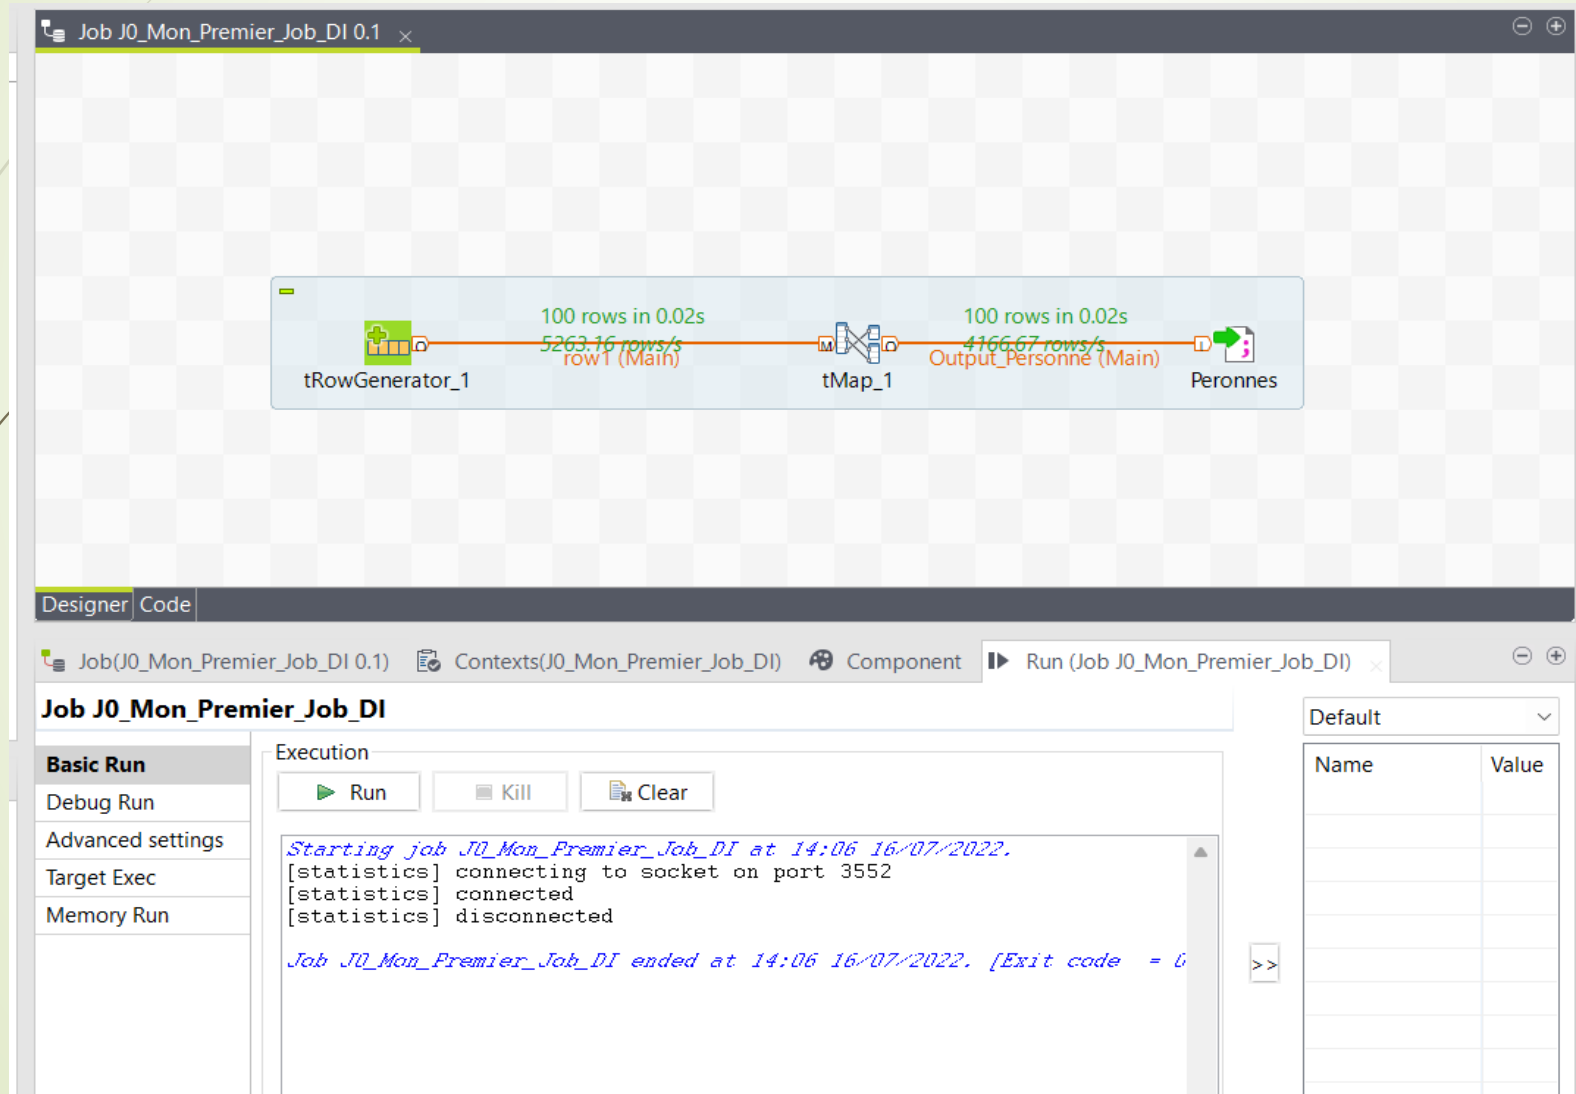 Job J0_Mon_Premier_Job_DI 0.1
100 rows in 0.02s
5263.16 rows/s
row1 (Main)
100 rows in 0.02s
4166.67 rows/s
Output_Personne (Main)
tRowGenerator_1
tMap_1
Peronnes
Designer
Code
Job(J0_Mon_Premier_Job_DI 0.1)
Contexts(J0_Mon_Premier_Job_DI)
Component
Run (Job J0_Mon_Premier_Job_DI)
Job J0_Mon_Premier_Job_DI
Default
Basic Run
Debug Run
Advanced settings
Target Exec
Memory Run
Execution
Run
Kill
Clear
Starting job J0_Mon_Premier_Job_DI at 14:06 16/07/2022.
[statistics] connecting to socket on port 3552
[statistics] connected
[statistics] disconnected
Job J0_Mon_Premier_Job_DI ended at 14:06 16/07/2022. [Exit code  = 0
>>
Name
Value